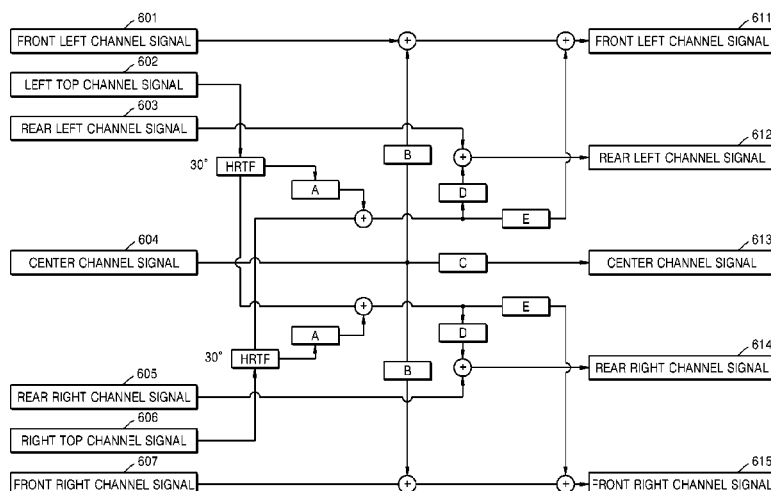 601
FRONT LEFT CHANNEL SIGNAL
602
LEFT TOP CHANNEL SIGNAL
603
REAR LEFT CHANNEL SIGNAL
30° HRTF
A
B
D
E
604
CENTER CHANNEL SIGNAL
C
E
A
D
30° HRTF
B
605
REAR RIGHT CHANNEL SIGNAL
606
RIGHT TOP CHANNEL SIGNAL
607
FRONT RIGHT CHANNEL SIGNAL
611
FRONT LEFT CHANNEL SIGNAL
612
REAR LEFT CHANNEL SIGNAL
613
CENTER CHANNEL SIGNAL
614
REAR RIGHT CHANNEL SIGNAL
615
FRONT RIGHT CHANNEL SIGNAL